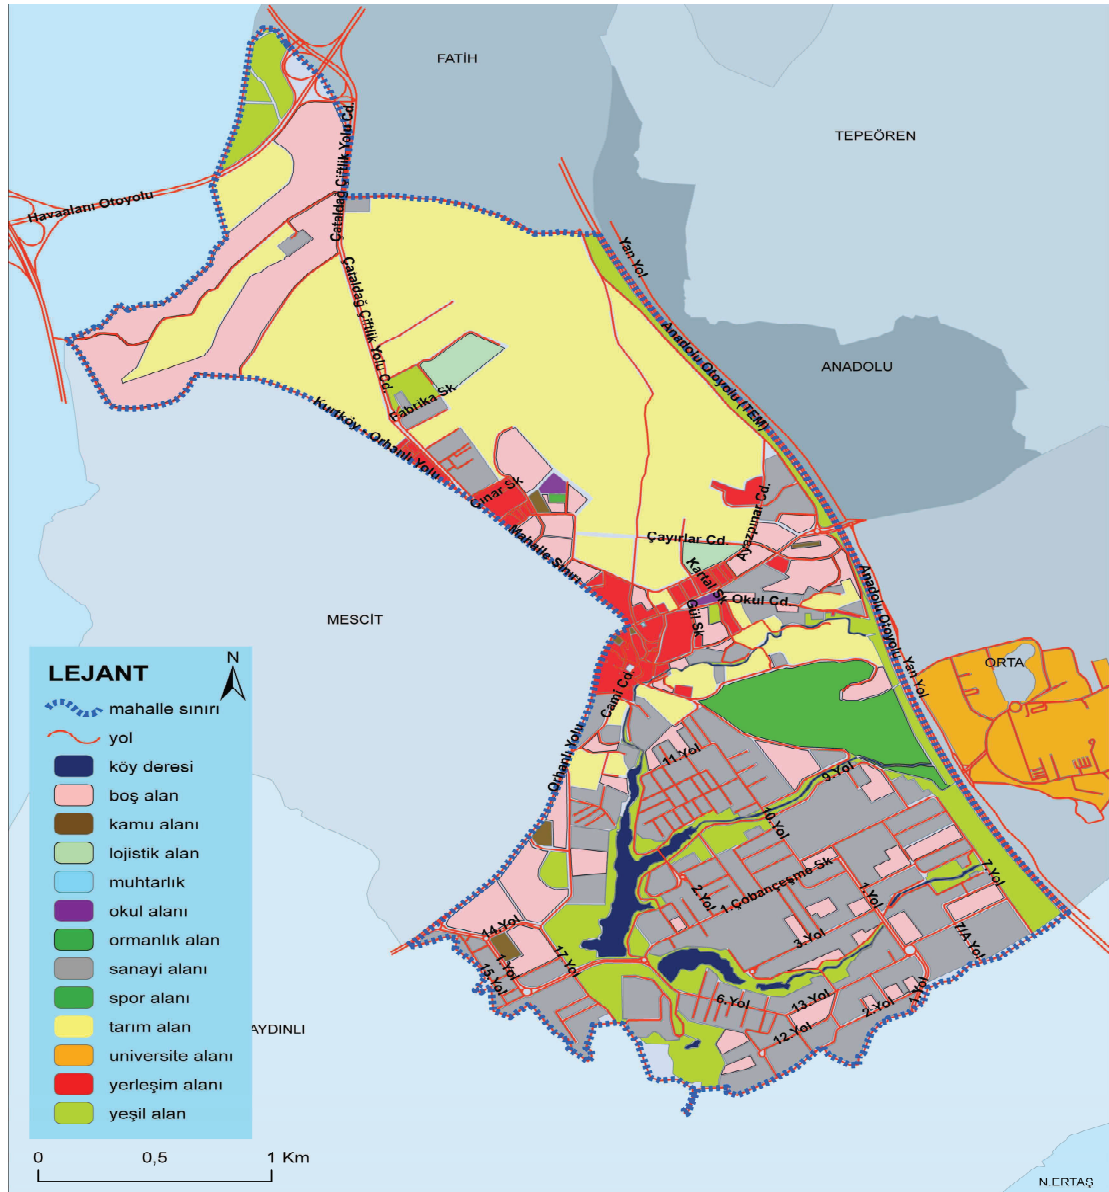 FATİH
TEPEÖREN
Havaalanı Otoyolu
Çataldağ Çiftlik Yolu Cd.
Yan Yol
Çataldağ Çiftlik Yolu Cd.
Anadolu Otoyolu (TEM)
ANADOLU
Fabrika Sk
Kurtköy - Orhanlı Yolu
Çınar Sk
Ayazpınar Cd.
Mahalle Sınırı
Çayırlar Cd.
Kartal Sk
Anadolu Otoyolu Yan Yol
Okul Cd.
Gül Sk
MESCİT
ORTA
Cami Cd.
Orhanlı Yolu
11.Yol
9.Yol
10.Yol
2.Yol
1.Çobançeşme Sk
1.Yol
7.Yol
14.Yol
3.Yol
7/A.Yol
17.Yol
1.Yol
15.Yol
6.Yol
13.Yol
2.Yol
1.Yol
12.Yol
AYDINLI
LEJANT
N
mahalle sınırı
yol
köy deresi
boş alan
kamu alanı
lojistik alan
muhtarlık
okul alanı
ormanlık alan
sanayi alanı
spor alanı
tarım alan
universite alanı
yerleşim alanı
yeşil alan
0 0,5 1 Km
N.ERTAŞ